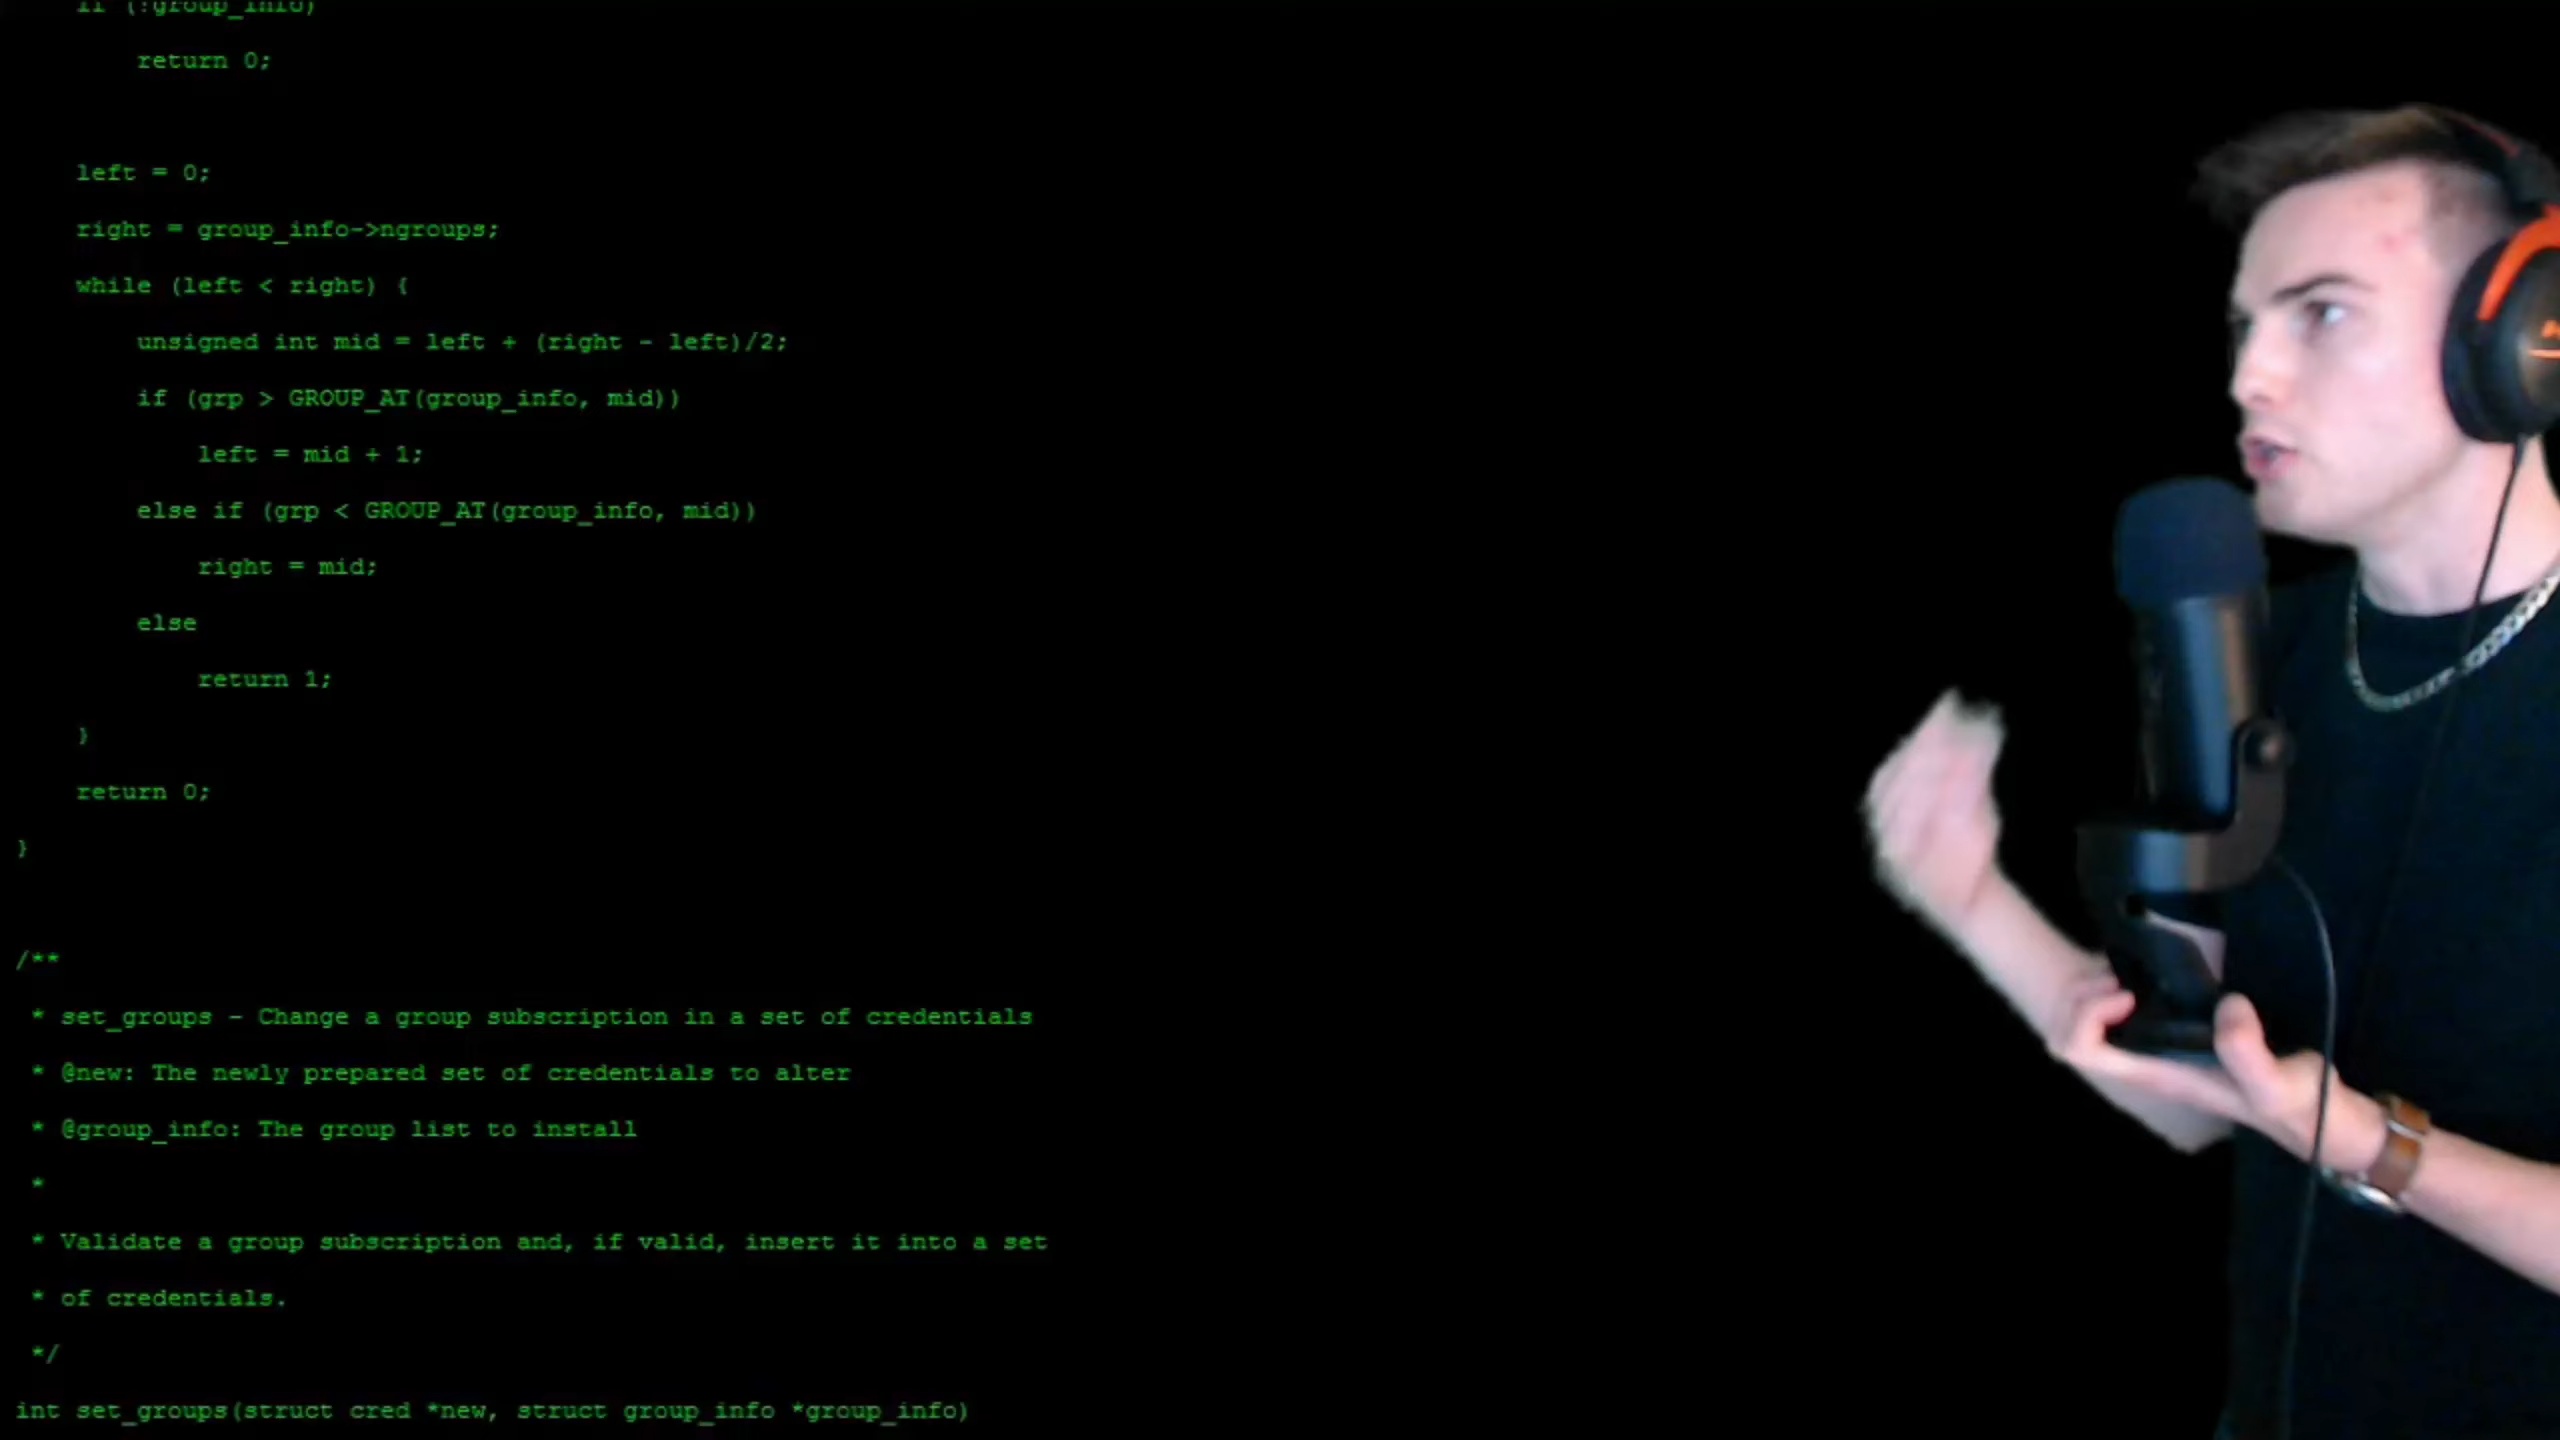 if (!group_info)
return 0;
left = 0;
right = group_info->ngroups;
while (left < right) {
unsigned int mid = left + (right - left)/2;
if (grp > GROUP_AT(group_info, mid))
left = mid + 1;
else if (grp < GROUP_AT(group_info, mid))
right = mid;
else
return 1;
}
return 0;
}
/**
* set_groups - Change a group subscription in a set of credentials
* @new: The newly prepared set of credentials to alter
* @group_info: The group list to install
*
* Validate a group subscription and, if valid, insert it into a set
* of credentials.
*/
int set_groups(struct cred *new, struct group_info *group_info)